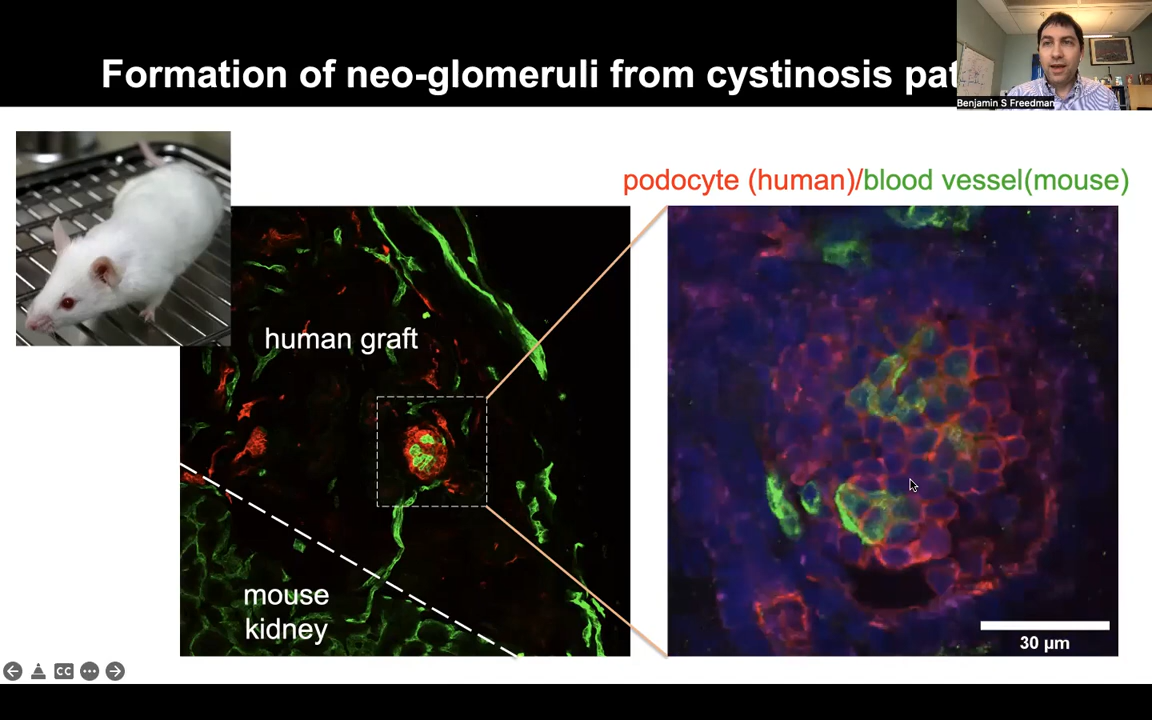 Formation of neo-glomeruli from cystinosis
Benjamin S Freedman
podocyte (human)/blood vessel(mouse)
human graft
mouse
kidney
30 µm
CC